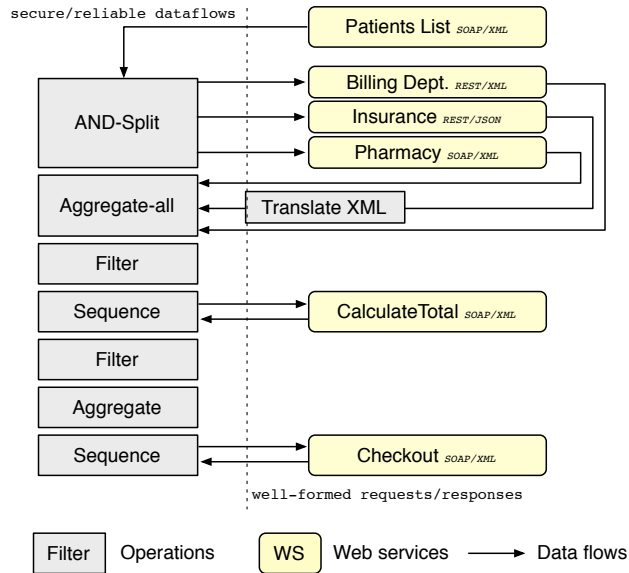 secure/reliable dataflows
Patients List SOAP/XML
Billing Dept. REST/XML
AND-Split
Insurance REST/JSON
Pharmacy SOAP/XML
Aggregate-all
Translate XML
Filter
Sequence
CalculateTotal SOAP/XML
Filter
Aggregate
Sequence
Checkout SOAP/XML
well-formed requests/responses
Filter Operations WS Web services Data flows